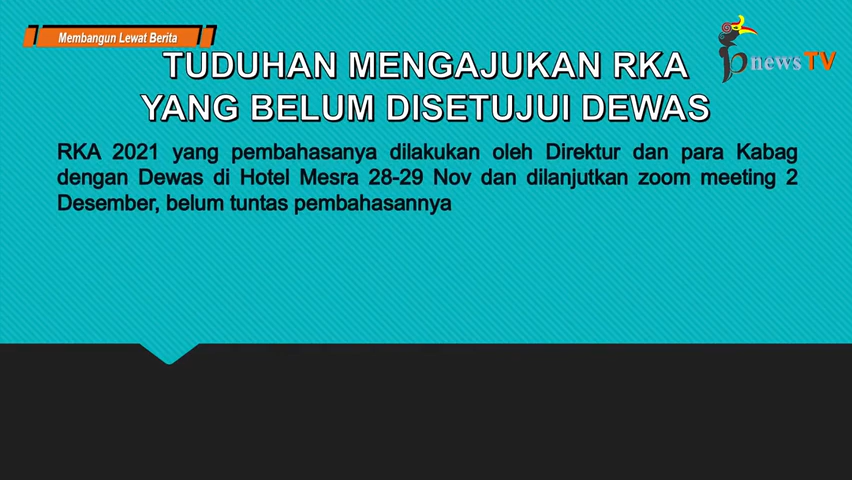 Membangun Lewat Berita
TUDUHAN MENGAJUKAN RKA
YANG BELUM DISETUJUI DEWAS
PnewsTV
RKA 2021 yang pembahasanya dilakukan oleh Direktur dan para Kabag
dengan Dewas di Hotel Mesra 28-29 Nov dan dilanjutkan zoom meeting 2
Desember, belum tuntas pembahasannya